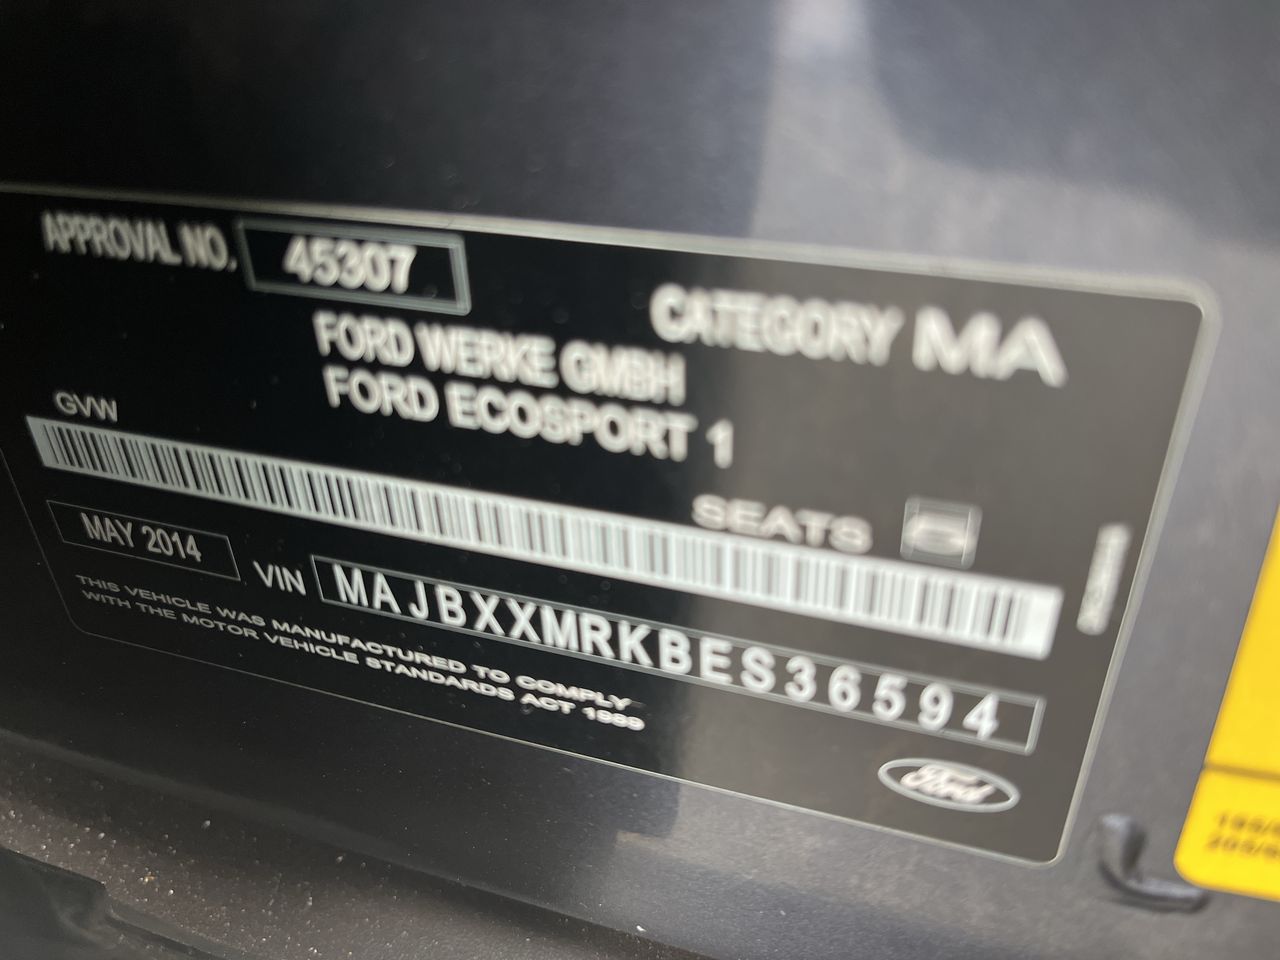 APPROVAL NO. 45307
CATEGORY MA
FORD WERKE GMBH
FORD ECOSPORT 1
GVW
SEATS
MAY 2014
VIN MAJBXXMRKBES36594
THIS VEHICLE WAS MANUFACTURED TO COMPLY
WITH THE MOTOR VEHICLE STANDARDS ACT 1989
Ford